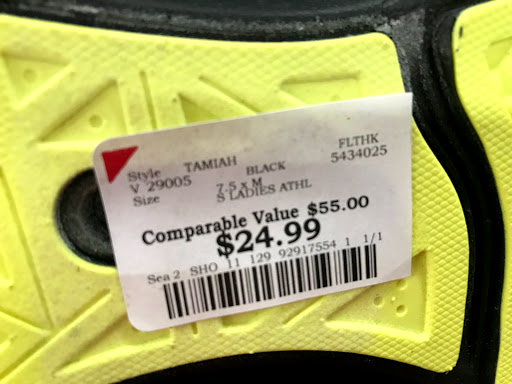 Style TAMIAH FLTHK
V 29005 BLACK 5434025
Size 7.5 x M
S LADIES ATHL
Comparable Value $55.00
$24.99
Sea 2 SHO 11 129 92917554 1 1/1